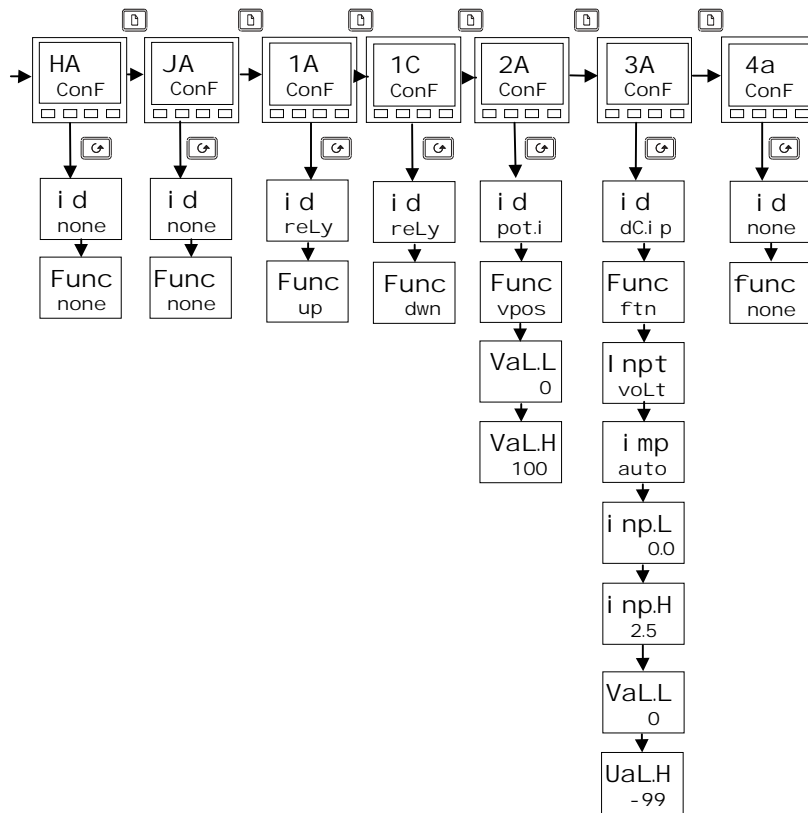 HA
ConF
JA
ConF
1A
ConF
1C
ConF
2A
ConF
3A
ConF
4a
ConF
id
none
id
none
id
reLy
id
reLy
id
pot.i
id
dC.ip
id
none
Func
none
Func
none
Func
up
Func
dwn
Func
vpos
Func
ftn
func
none
VaL.L
0
Inpt
voLt
VaL.H
100
imp
auto
inp.L
0.0
inp.H
2.5
VaL.L
0
UaL.H
-99